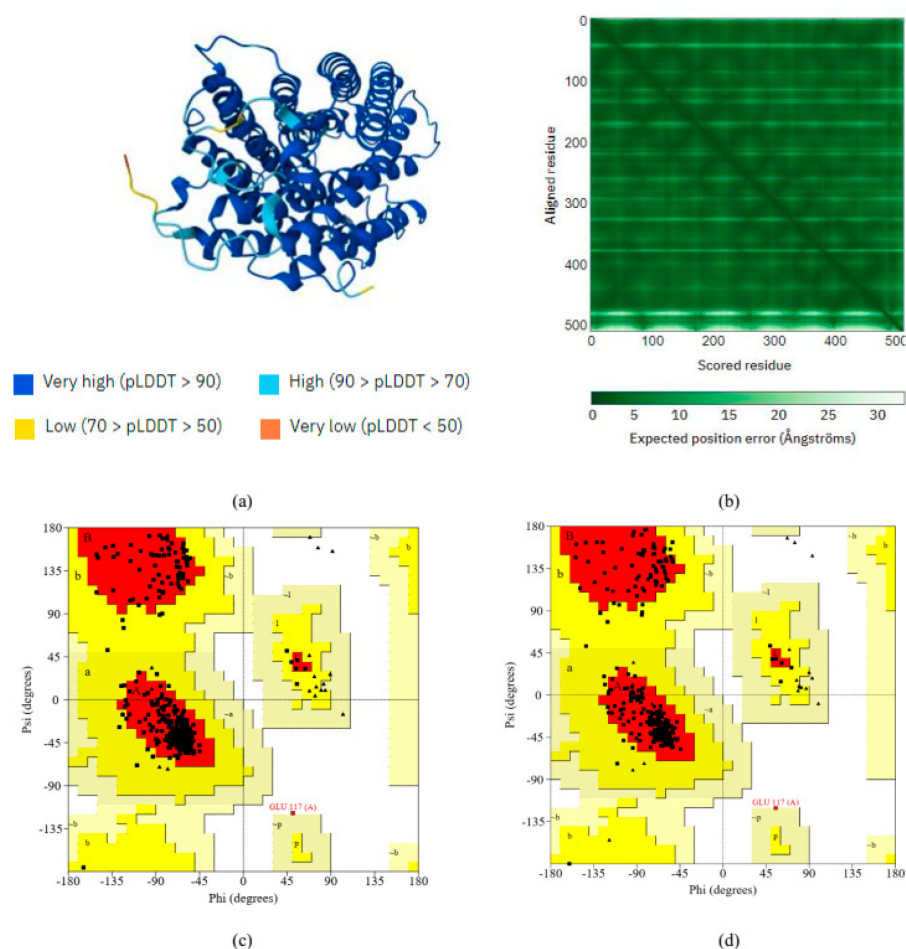 Very high (pLDDT > 90)
High (90 > pLDDT > 70)
Low (70 > pLDDT > 50)
Very low (pLDDT < 50)
(a)
0
100
200
300
400
500
Aligned residue
0 100 200 300 400 500
Scored residue
0 5 10 15 20 25 30
Expected position error (Ångströms)
(b)
180
135
90
45
0
-45
-90
-135
Psi (degrees)
B
b
~b
~l
l
a
~a
GLU 117 (A)
~b
b
~p
p
~b
~b
b
-180 -135 -90 -45 0 45 90 135 180
Phi (degrees)
(c)
180
135
90
45
0
-45
-90
-135
Psi (degrees)
B
b
~b
~l
l
a
~a
GLU 117 (A)
~b
b
~p
p
~b
~b
b
-180 -135 -90 -45 0 45 90 135 180
Phi (degrees)
(d)